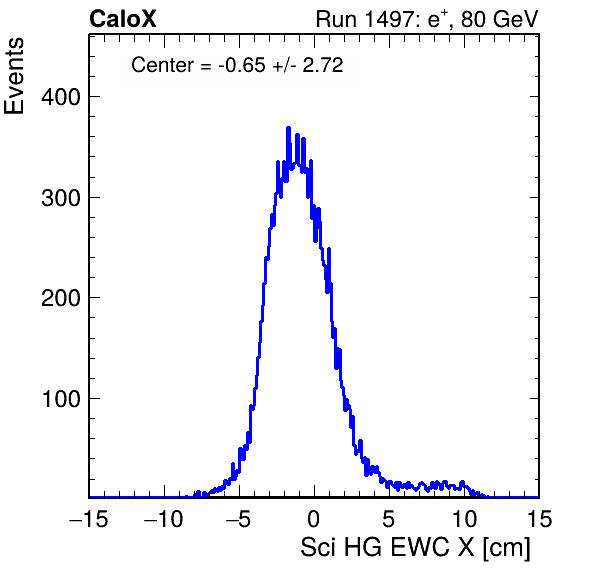 CaloX Run 1497: e⁺, 80 GeV
Center = -0.65 +/- 2.72
Events
400
300
200
100
−15 −10 −5 0 5 10 15
Sci HG EWC X [cm]